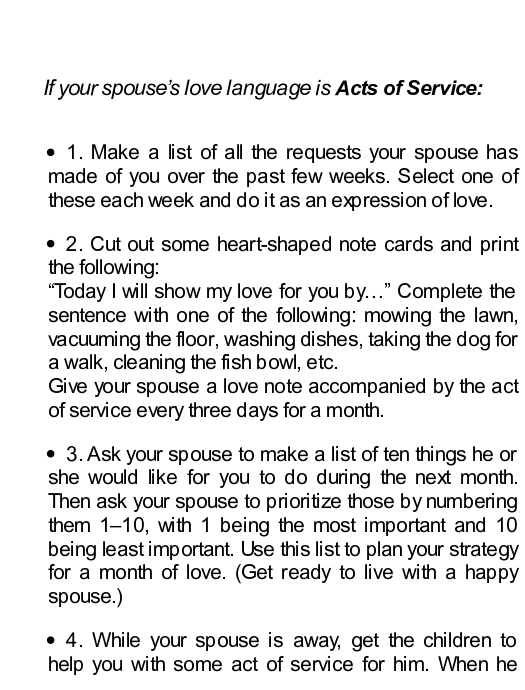 If your spouse’s love language is Acts of Service:
• 1. Make a list of all the requests your spouse has
made of you over the past few weeks. Select one of
these each week and do it as an expression of love.
• 2. Cut out some heart-shaped note cards and print
the following:
“Today I will show my love for you by…” Complete the
sentence with one of the following: mowing the lawn,
vacuuming the floor, washing dishes, taking the dog for
a walk, cleaning the fish bowl, etc.
Give your spouse a love note accompanied by the act
of service every three days for a month.
• 3. Ask your spouse to make a list of ten things he or
she would like for you to do during the next month.
Then ask your spouse to prioritize those by numbering
them 1–10, with 1 being the most important and 10
being least important. Use this list to plan your strategy
for a month of love. (Get ready to live with a happy
spouse.)
• 4. While your spouse is away, get the children to
help you with some act of service for him. When he